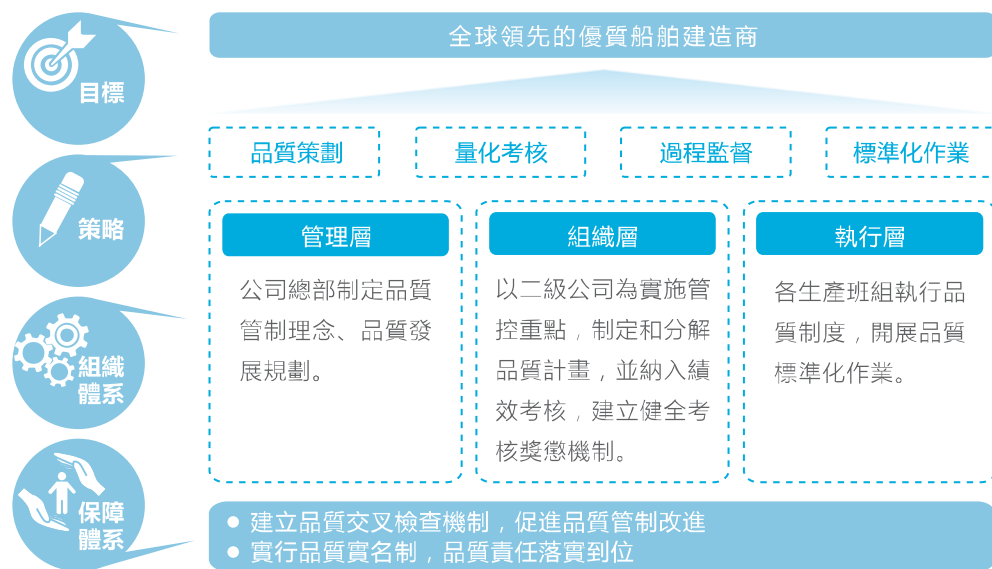 目標
全球領先的優質船舶建造商
策略
品質策劃
量化考核
過程監督
標準化作業
組織
體系
管理層
公司總部制定品質
管制理念、品質發
展規劃。
組織層
以二級公司為實施管
控重點，制定和分解
品質計畫，並納入績
效考核，建立健全考
核獎懲機制。
執行層
各生產班組執行品
質制度，開展品質
標準化作業。
保障
體系
● 建立品質交叉檢查機制，促進品質管制改進
● 實行品質實名制，品質責任落實到位